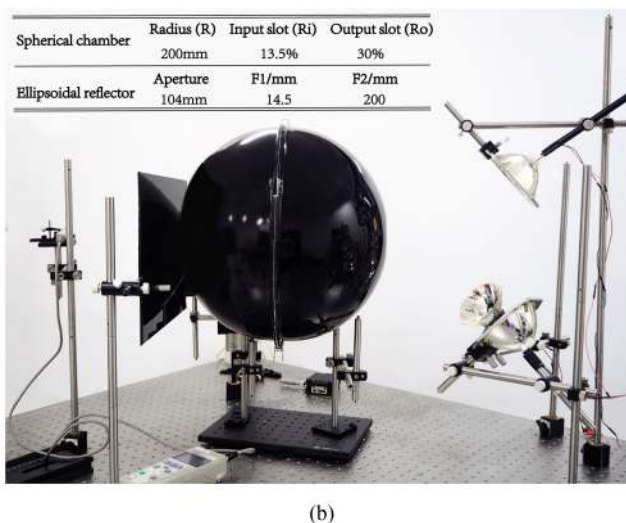 Spherical chamber Radius (R) Input slot (Ri) Output slot (Ro)
200mm 13.5% 30%
Ellipsoidal reflector Aperture F1/mm F2/mm
104mm 14.5 200
(b)